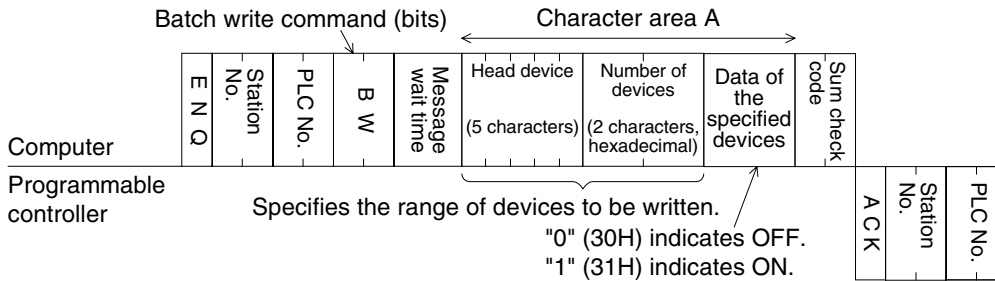 Batch write command (bits)
Character area A
E N Q
Station No.
PLC No.
B W
Message wait time
Head device
(5 characters)
Number of devices
(2 characters, hexadecimal)
Data of the specified devices
Sum check code
Computer
Programmable controller
Specifies the range of devices to be written.
"0" (30H) indicates OFF.
"1" (31H) indicates ON.
A C K
Station No.
PLC No.